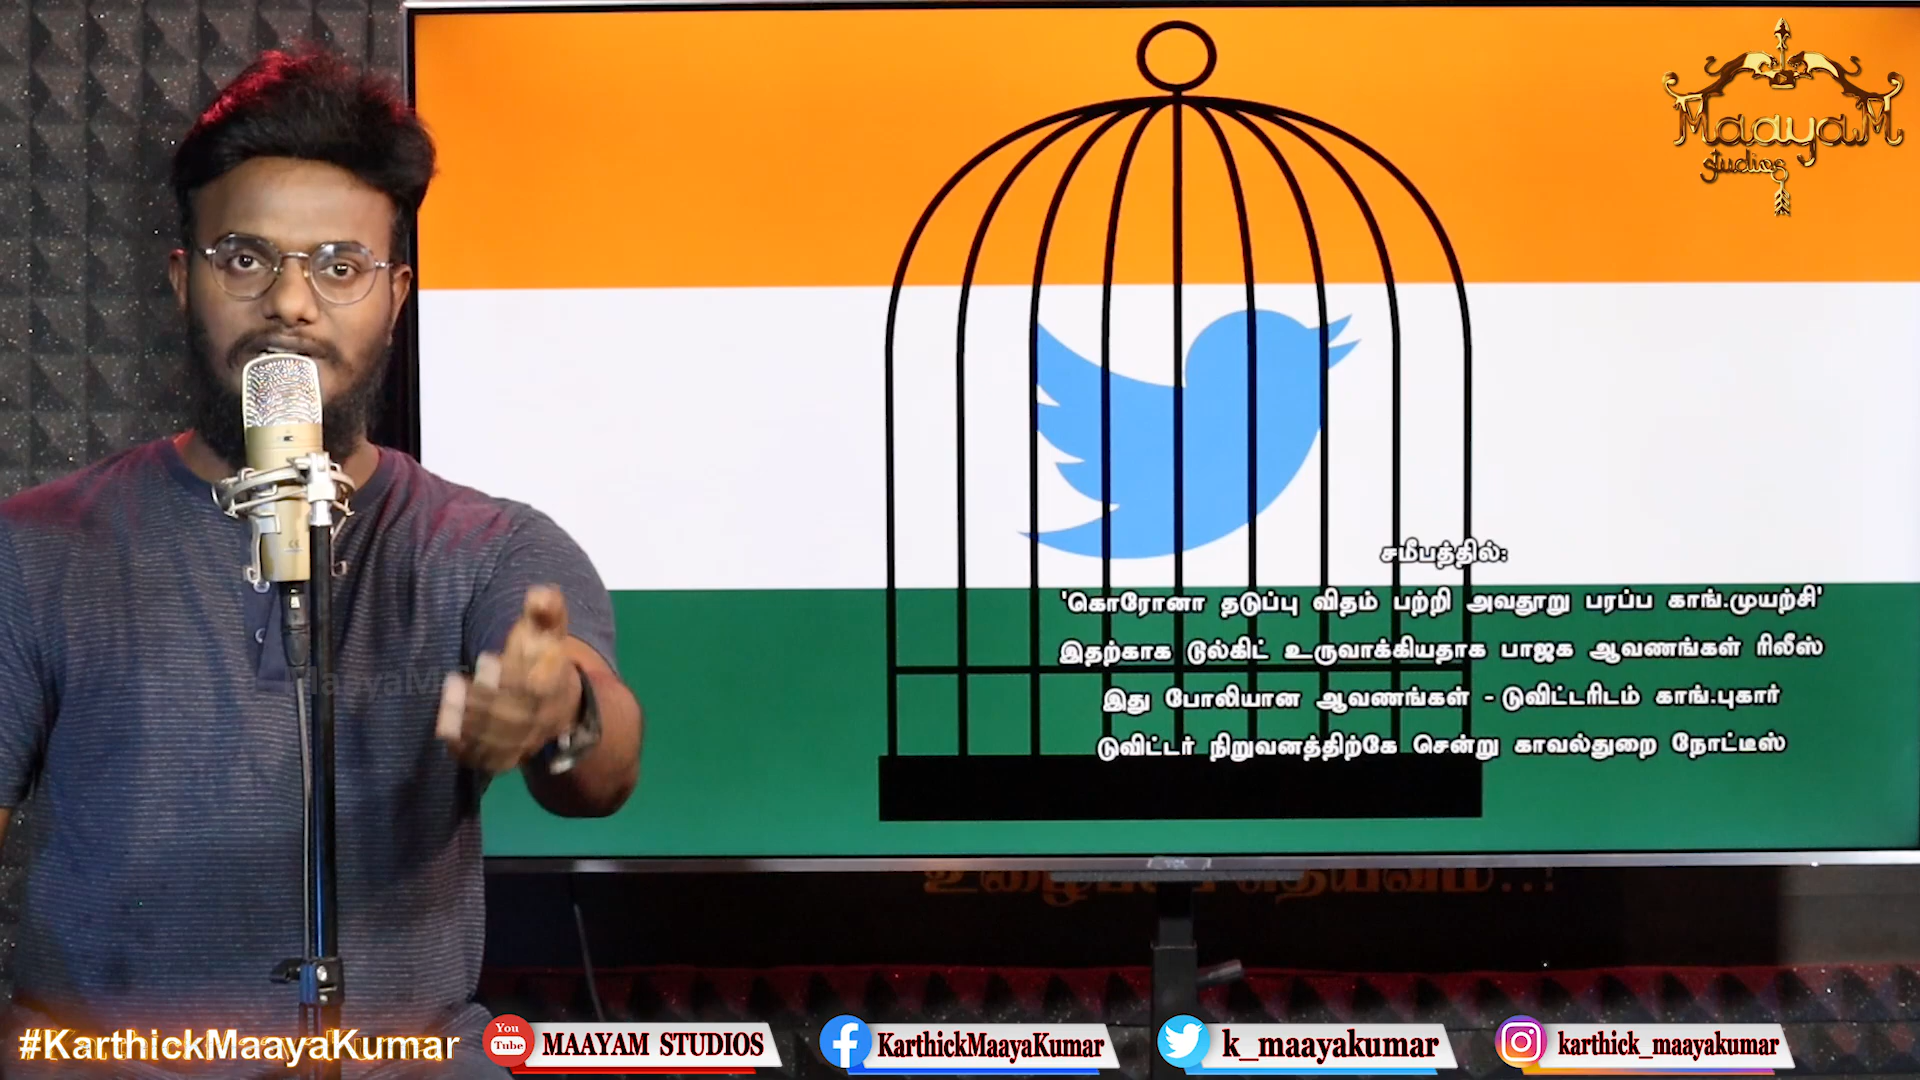 MaayaM
studios
சமீபத்தில்:
'கொரோனா தடுப்பு விதம் பற்றி அவதூறு பரப்ப காங்.முயற்சி'
இதற்காக டூல்கிட் உருவாக்கியதாக பாஜக ஆவணங்கள் ரிலீஸ்
இது போலியான ஆவணங்கள் - டுவிட்டரிடம் காங்.புகார்
டுவிட்டர் நிறுவனத்திற்கே சென்று காவல்துறை நோட்டீஸ்
TCL
#KarthickMaayaKumar
You
Tube
MAAYAM STUDIOS
KarthickMaayaKumar
k_maayakumar
karthick_maayakumar